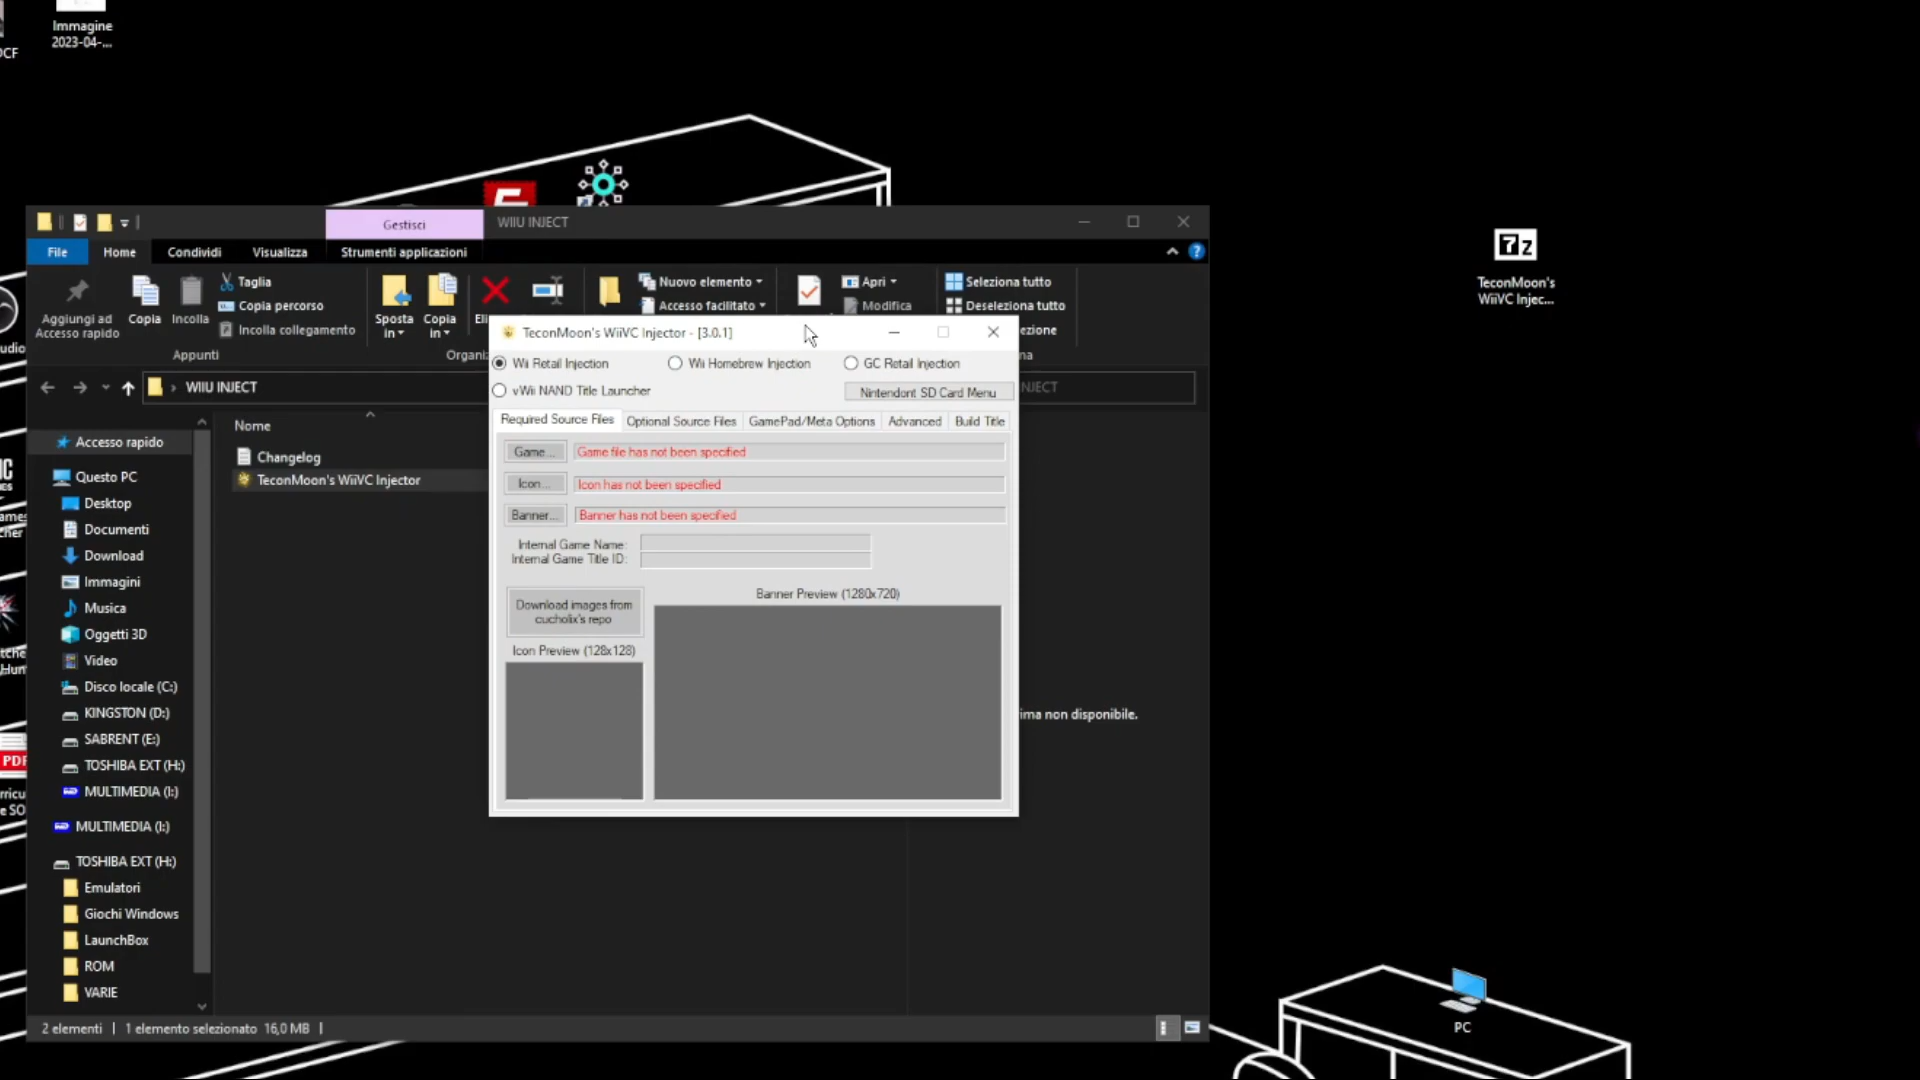 Immagine
2023-04-...
DCF
TeconMoon's
WiiVC Injec...
Gestisci
WIIU INJECT
File
Home
Condividi
Visualizza
Strumenti applicazioni
Aggiungi ad
Accesso rapido
Copia
Incolla
Taglia
Copia percorso
Incolla collegamento
Appunti
Sposta
in
Copia
in
Nuovo elemento
Accesso facilitato
Apri
Modifica
Seleziona tutto
Deseleziona tutto
WIIU INJECT
Nome
Changelog
TeconMoon's WiiVC Injector
Accesso rapido
Questo PC
Desktop
Documenti
Download
Immagini
Musica
Oggetti 3D
Video
Disco locale (C:)
KINGSTON (D:)
SABRENT (E:)
TOSHIBA EXT (H:)
MULTIMEDIA (I:)
MULTIMEDIA (I:)
TOSHIBA EXT (H:)
Emulatori
Giochi Windows
LaunchBox
ROM
VARIE
2 elementi
1 elemento selezionato 16,0 MB
TeconMoon's WiiVC Injector - [3.0.1]
Wii Retail Injection
Wii Homebrew Injection
GC Retail Injection
vWii NAND Title Launcher
Nintendont SD Card Menu
Required Source Files
Optional Source Files
GamePad/Meta Options
Advanced
Build Title
Game...
Game file has not been specified
Icon...
Icon has not been specified
Banner...
Banner has not been specified
Internal Game Name:
Internal Game Title ID:
Download images from
cucholix's repo
Banner Preview (1280x720)
Icon Preview (128x128)
ima non disponibile.
PDF
PC